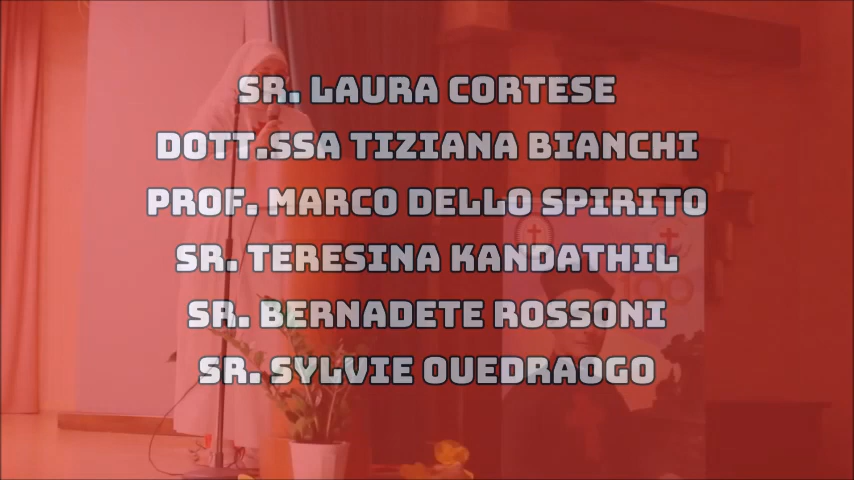 SR. LAURA CORTESE
DOTT.SSA TIZIANA BIANCHI
PROF. MARCO DELLO SPIRITO
SR. TERESINA KANDATHIL
SR. BERNADETE ROSSONI
SR. SYLVIE OUEDRAOGO
100